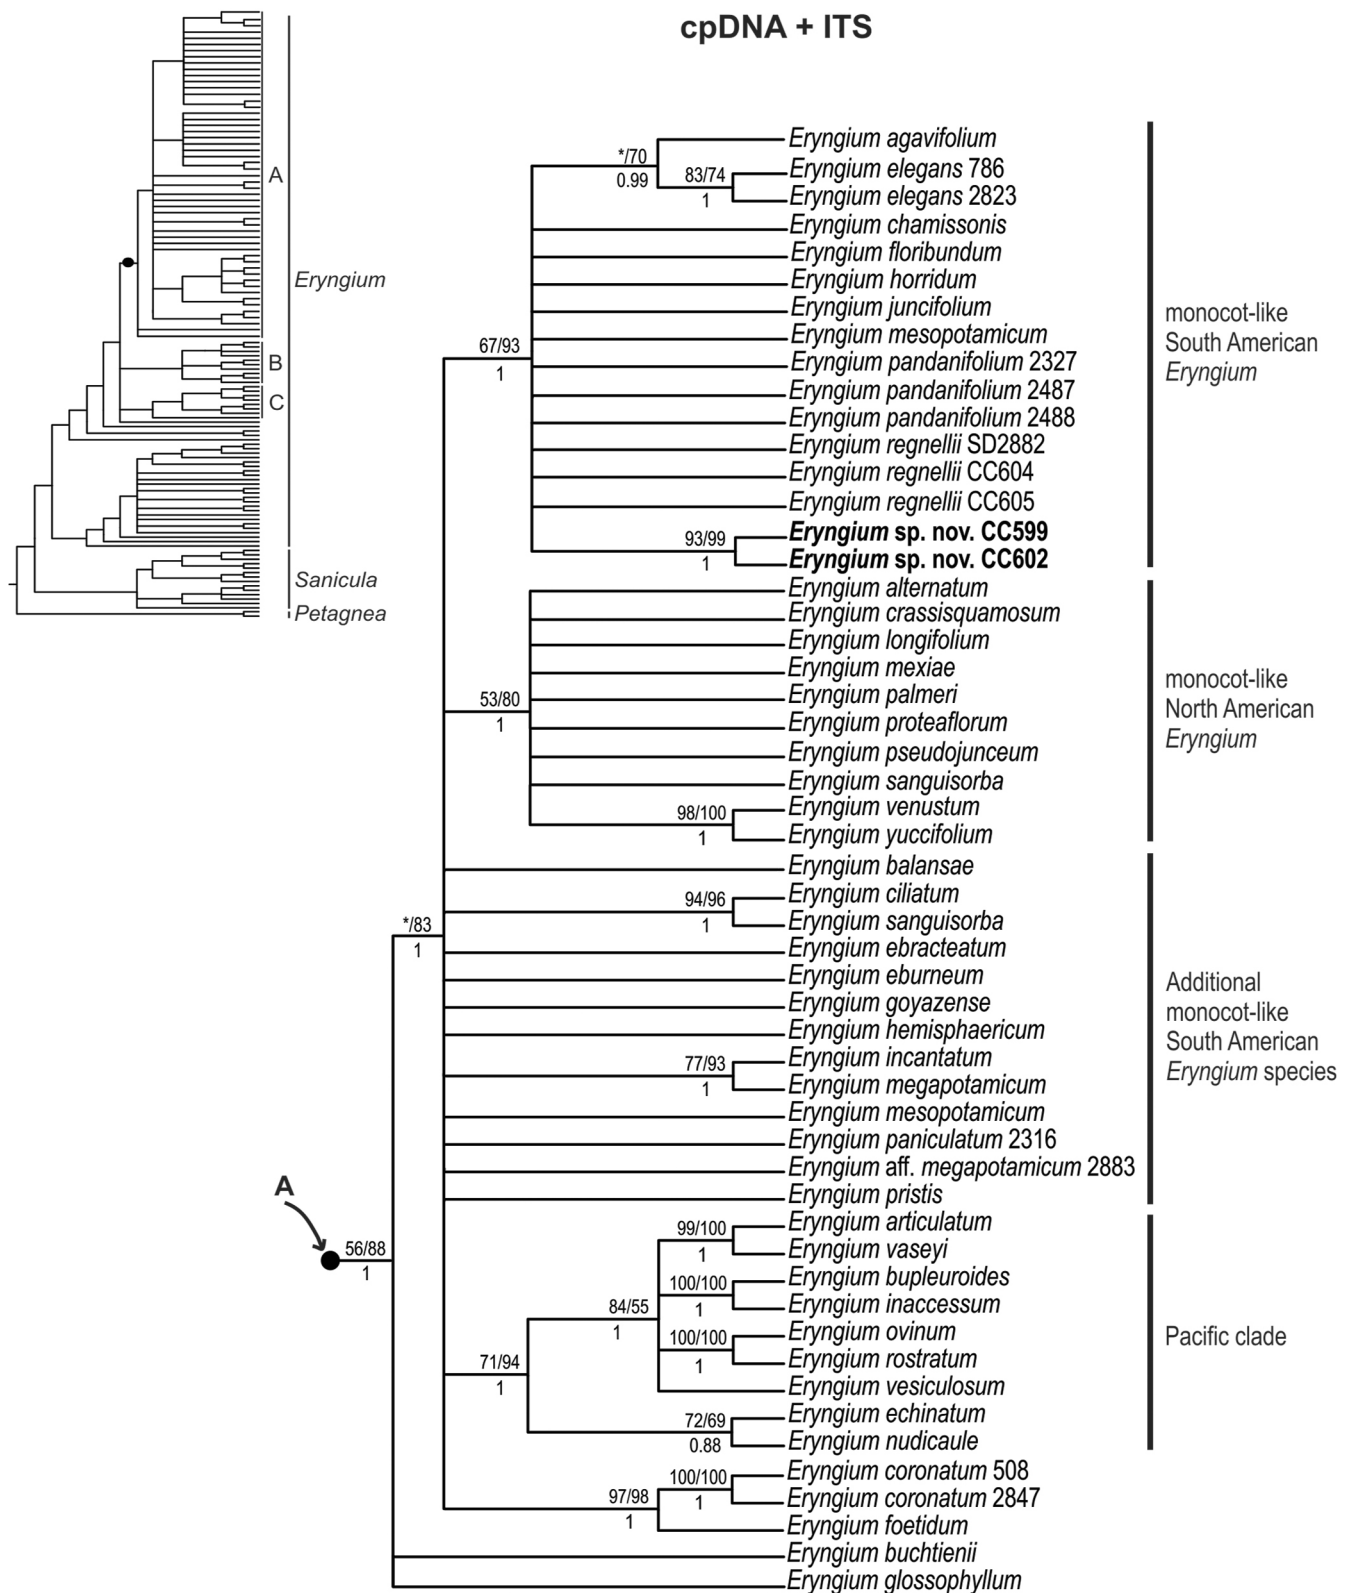 cpDNA + ITS
A
Eryngium
B
C
Sanicula
Petagnea
Eryngium agavifolium
*/70
0.99
Eryngium elegans 786
83/74
1
Eryngium elegans 2823
Eryngium chamissonis
Eryngium floribundum
Eryngium horridum
Eryngium juncifolium
Eryngium mesopotamicum
67/93
1
Eryngium pandanifolium 2327
Eryngium pandanifolium 2487
Eryngium pandanifolium 2488
Eryngium regnellii SD2882
Eryngium regnellii CC604
Eryngium regnellii CC605
Eryngium sp. nov. CC599
93/99
1
Eryngium sp. nov. CC602
monocot-like
South American
Eryngium
Eryngium alternatum
Eryngium crassisquamosum
Eryngium longifolium
Eryngium mexiae
Eryngium palmeri
53/80
1
Eryngium proteaflorum
Eryngium pseudojunceum
Eryngium sanguisorba
Eryngium venustum
98/100
1
Eryngium yuccifolium
monocot-like
North American
Eryngium
Eryngium balansae
Eryngium ciliatum
94/96
1
Eryngium sanguisorba
*/83
1
Eryngium ebracteatum
Eryngium eburneum
Eryngium goyazense
Eryngium hemisphaericum
Eryngium incantatum
77/93
1
Eryngium megapotamicum
Eryngium mesopotamicum
Eryngium paniculatum 2316
Eryngium aff. megapotamicum 2883
Eryngium pristis
Additional
monocot-like
South American
Eryngium species
A
56/88
1
Eryngium articulatum
99/100
1
Eryngium vaseyi
Eryngium bupleuroides
100/100
1
Eryngium inaccessum
84/55
1
Eryngium ovinum
100/100
1
Eryngium rostratum
71/94
1
Eryngium vesiculosum
Eryngium echinatum
72/69
0.88
Eryngium nudicaule
Pacific clade
Eryngium coronatum 508
100/100
1
Eryngium coronatum 2847
97/98
1
Eryngium foetidum
Eryngium buchtienii
Eryngium glossophyllum